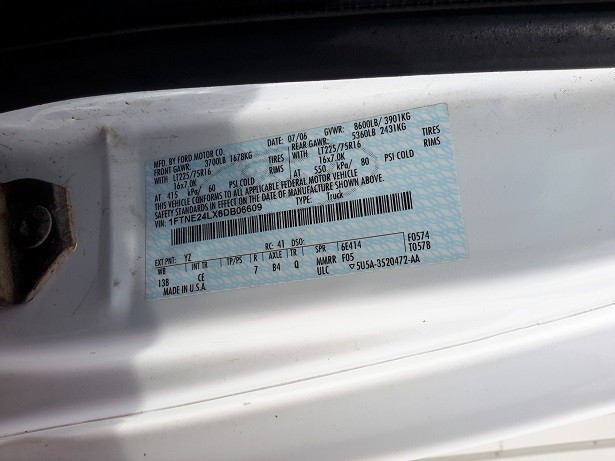 MFD. BY FORD MOTOR CO. DATE: 07/06 GVWR: 8600LB/ 3901KG
FRONT GAWR: 3700LB 1678KG REAR GAWR: 5360LB 2431KG
WITH LT225/75R16 TIRES WITH LT225/75R16 TIRES
16x7.0K RIMS 16x7.0K RIMS
AT 415 kPa/ 60 PSI COLD AT 550 kPa/ 80 PSI COLD
THIS VEHICLE CONFORMS TO ALL APPLICABLE FEDERAL MOTOR VEHICLE
SAFETY STANDARDS IN EFFECT ON THE DATE OF MANUFACTURE SHOWN ABOVE.
VIN: 1FTNE24LX6DB06609 TYPE: Truck
EXT PNT: YZ RC: 41 DSO: F0574
WB INT TR TP/PS R AXLE TR SPR 6E414 T0578
138 CE 7 B4 Q MMRR F05
MADE IN U.S.A. ULC 5U5A-3520472-AA